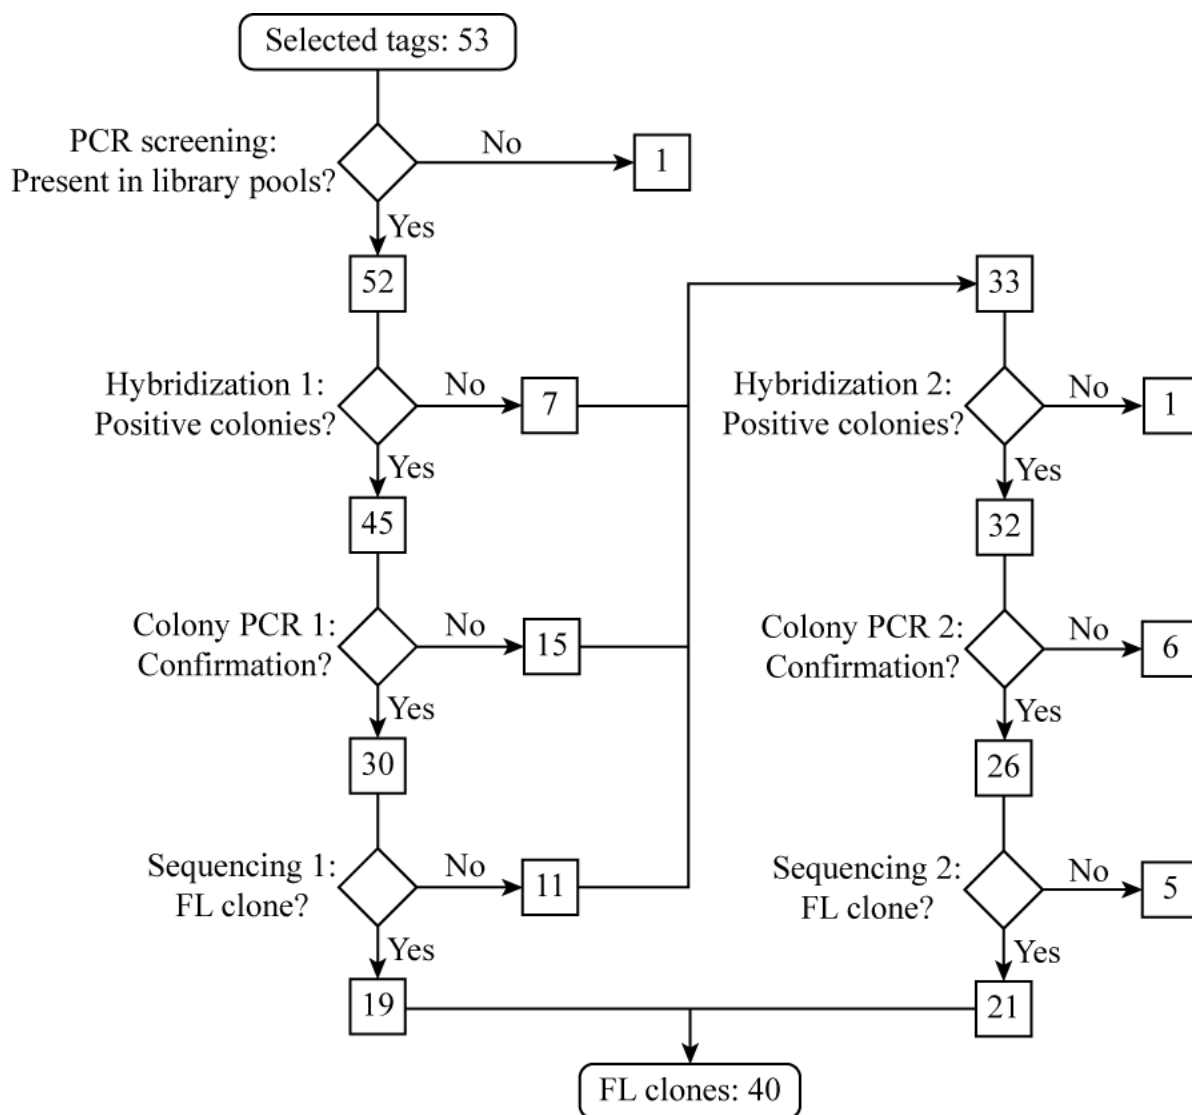 Selected tags: 53
PCR screening:
Present in library pools?
No
1
Yes
52
Hybridization 1:
Positive colonies?
No
7
Yes
45
Colony PCR 1:
Confirmation?
No
15
Yes
30
Sequencing 1:
FL clone?
No
11
Yes
19
33
Hybridization 2:
Positive colonies?
No
1
Yes
32
Colony PCR 2:
Confirmation?
No
6
Yes
26
Sequencing 2:
FL clone?
No
5
Yes
21
FL clones: 40